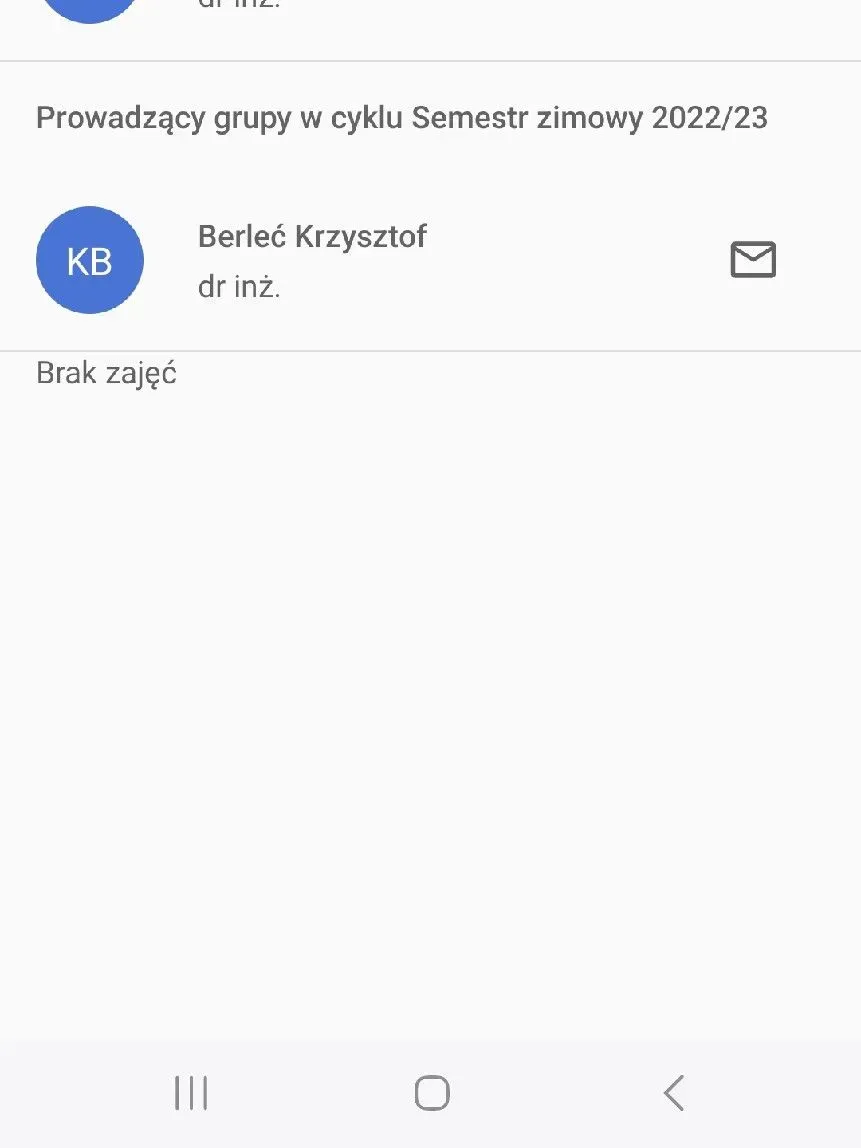 dr inż.
Prowadzący grupy w cyklu Semestr zimowy 2022/23
KB
Berleć Krzysztof
dr inż.
Brak zajęć